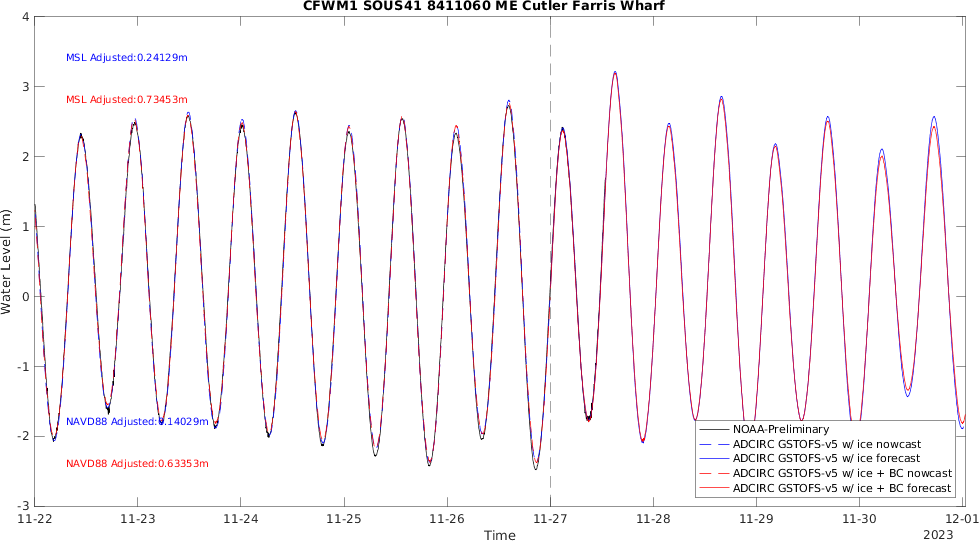 CFWM1 SOUS41 8411060 ME Cutler Farris Wharf
4
MSL Adjusted:0.24129m
3
MSL Adjusted:0.73453m
2
1
Water Level (m)
0
-1
NAVD88 Adjusted:0.14029m
-2
NAVD88 Adjusted:0.63353m
-3
NOAA-Preliminary
ADCIRC GSTOFS-v5 w/ ice nowcast
ADCIRC GSTOFS-v5 w/ ice forecast
ADCIRC GSTOFS-v5 w/ ice + BC nowcast
ADCIRC GSTOFS-v5 w/ ice + BC forecast
11-22 11-23 11-24 11-25 11-26 11-27 11-28 11-29 11-30 12-01
Time
2023